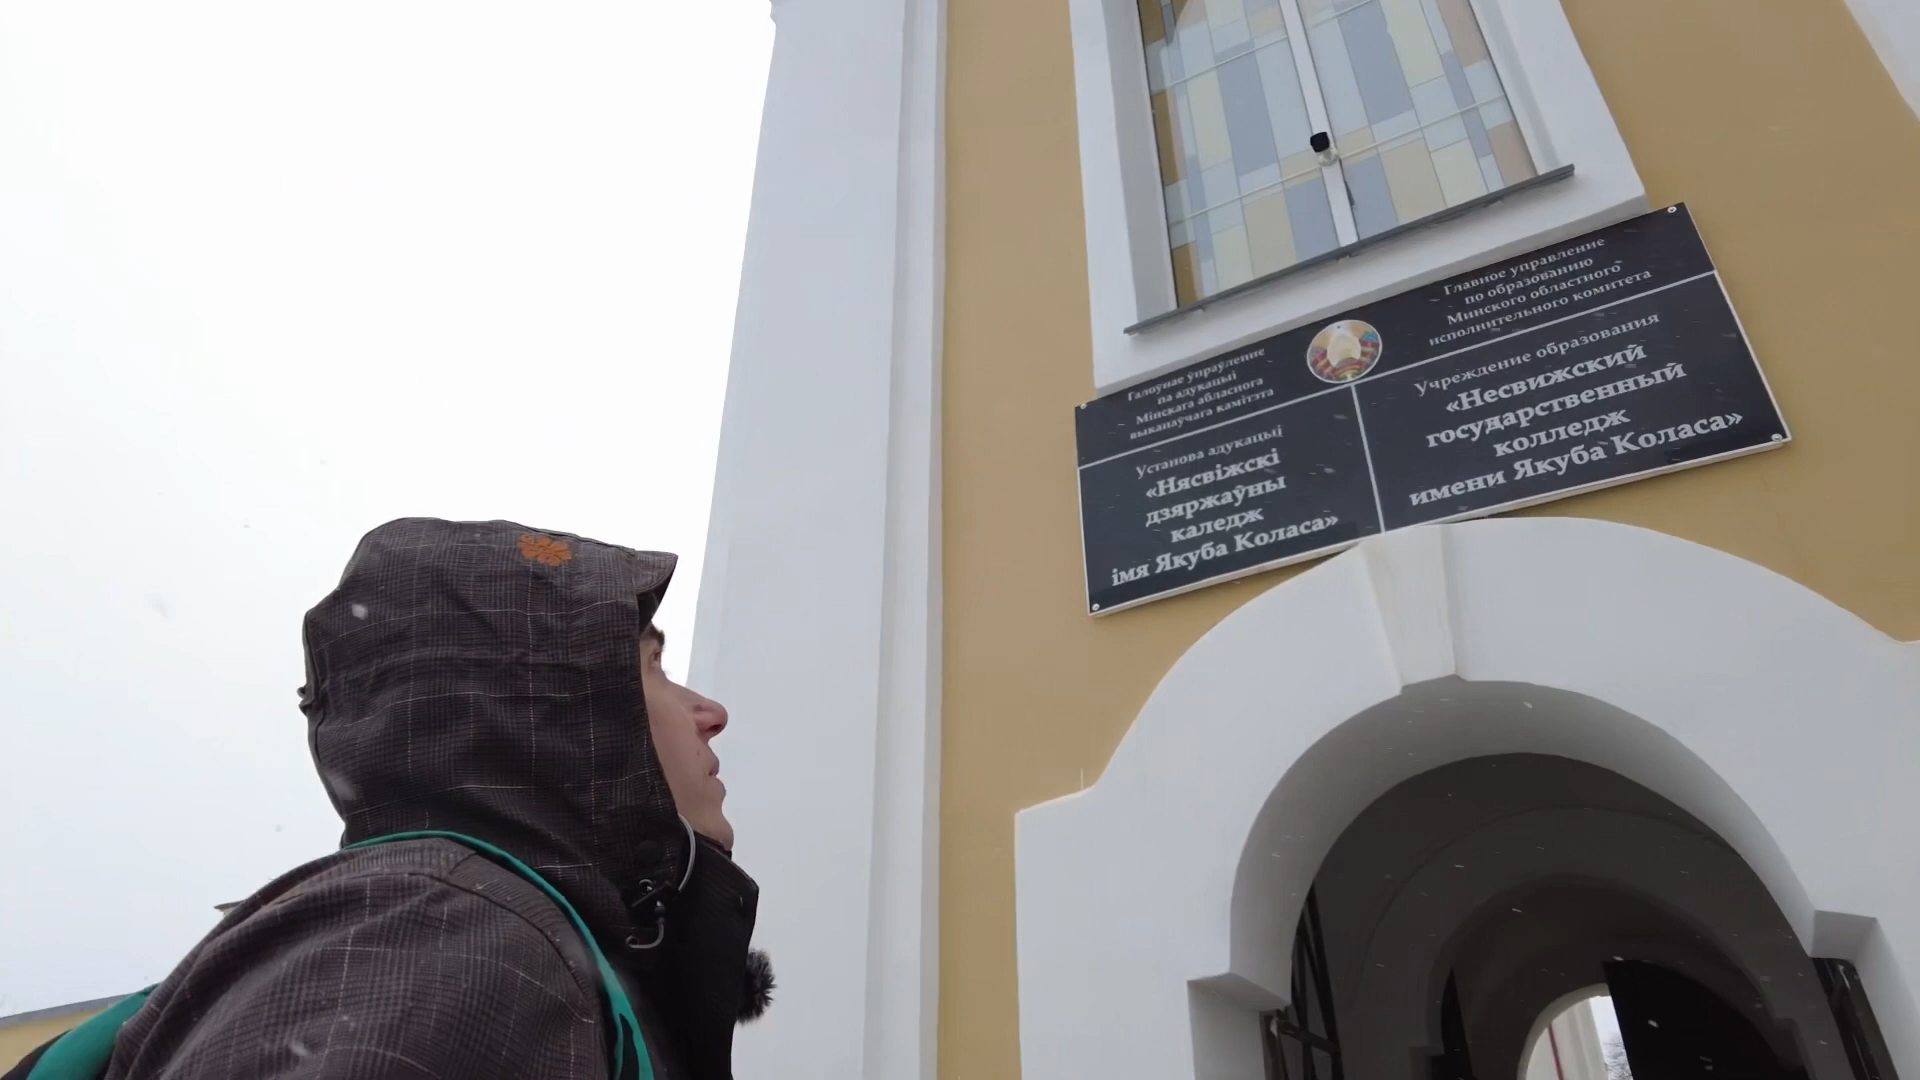 Галоўнае ўпраўленне
па адукацыі
Мінскага абласнога
выканаўчага камітэта
Установа адукацыі
«Нясвіжскі
дзяржаўны
каледж
імя Якуба Коласа»
Главное управление
по образованию
Минского областного
исполнительного комитета
Учреждение образования
«Несвижский
государственный
колледж
имени Якуба Коласа»